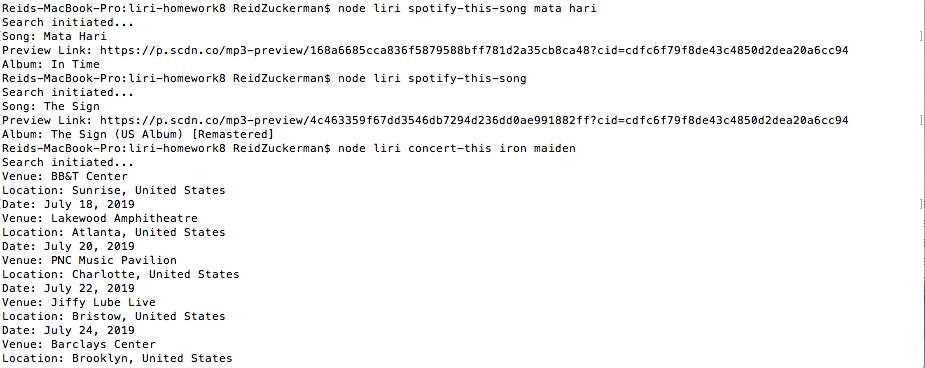 Reids-MacBook-Pro:liri-homework8 ReidZuckerman$ node liri spotify-this-song mata hari
Search initiated...
Song: Mata Hari
Preview Link: https://p.scdn.co/mp3-preview/168a6685cca836f5879588bff781d2a35cb8ca48?cid=cdfc6f79f8de43c4850d2dea20a6cc94
Album: In Time
Reids-MacBook-Pro:liri-homework8 ReidZuckerman$ node liri spotify-this-song
Search initiated...
Song: The Sign
Preview Link: https://p.scdn.co/mp3-preview/4c463359f67dd3546db7294d236dd0ae991882ff?cid=cdfc6f79f8de43c4850d2dea20a6cc94
Album: The Sign (US Album) [Remastered]
Reids-MacBook-Pro:liri-homework8 ReidZuckerman$ node liri concert-this iron maiden
Search initiated...
Venue: BB&T Center
Location: Sunrise, United States
Date: July 18, 2019
Venue: Lakewood Amphitheatre
Location: Atlanta, United States
Date: July 20, 2019
Venue: PNC Music Pavilion
Location: Charlotte, United States
Date: July 22, 2019
Venue: Jiffy Lube Live
Location: Bristow, United States
Date: July 24, 2019
Venue: Barclays Center
Location: Brooklyn, United States